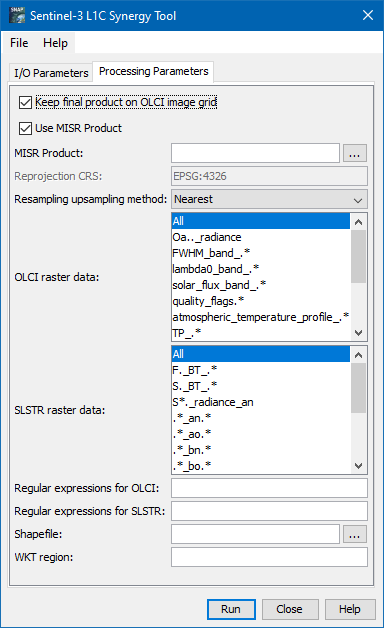 SNAP
Sentinel-3 L1C Synergy Tool
File Help
I/O Parameters Processing Parameters
Keep final product on OLCI image grid
Use MISR Product
MISR Product: ...
Reprojection CRS: EPSG:4326
Resampling upsampling method: Nearest
OLCI raster data:
All
Oa.._radiance
FWHM_band_.*
lambda0_band_.*
solar_flux_band_.*
quality_flags.*
atmospheric_temperature_profile_.*
TP_.*
SLSTR raster data:
All
F._BT_.*
S._BT_.*
S*._radiance_an
.*_an.*
.*_ao.*
.*_bn.*
.*_bo.*
Regular expressions for OLCI:
Regular expressions for SLSTR:
Shapefile: ...
WKT region:
Run Close Help